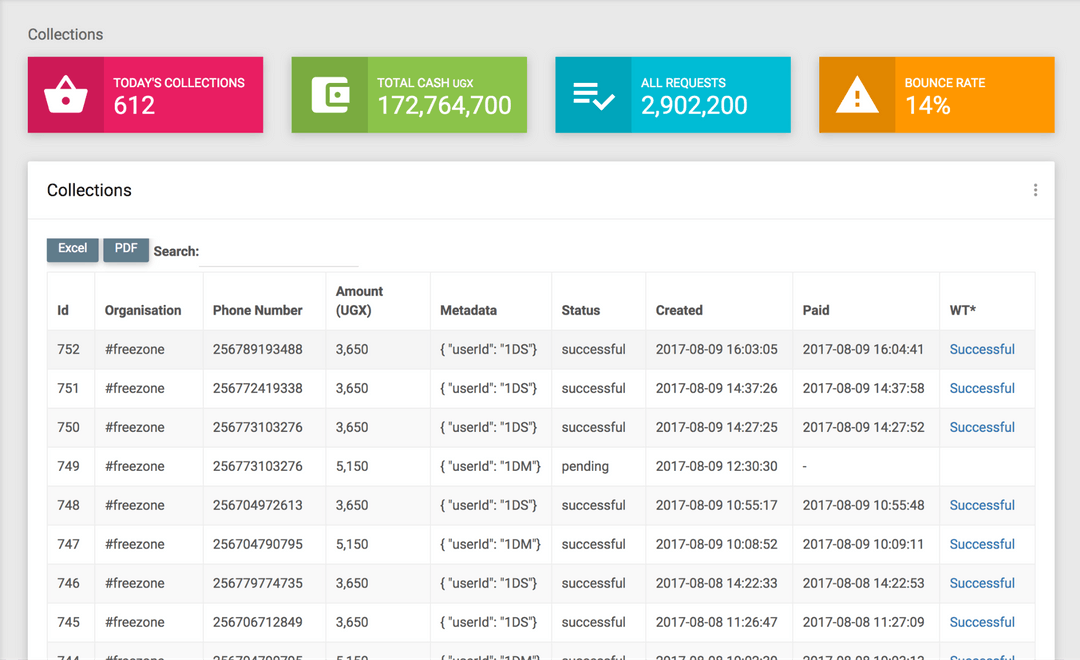 Collections
TODAY'S COLLECTIONS
612
TOTAL CASH UGX
172,764,700
ALL REQUESTS
2,902,200
BOUNCE RATE
14%
Collections
Excel PDF Search:
Id Organisation Phone Number Amount (UGX) Metadata Status Created Paid WT*
752 #freezone 256789193488 3,650 { "userId": "1DS"} successful 2017-08-09 16:03:05 2017-08-09 16:04:41 Successful
751 #freezone 256772419338 3,650 { "userId": "1DS"} successful 2017-08-09 14:37:26 2017-08-09 14:37:58 Successful
750 #freezone 256773103276 3,650 { "userId": "1DS"} successful 2017-08-09 14:27:25 2017-08-09 14:27:52 Successful
749 #freezone 256773103276 5,150 { "userId": "1DM"} pending 2017-08-09 12:30:30 -
748 #freezone 256704972613 3,650 { "userId": "1DS"} successful 2017-08-09 10:55:17 2017-08-09 10:55:48 Successful
747 #freezone 256704790795 5,150 { "userId": "1DM"} successful 2017-08-09 10:08:52 2017-08-09 10:09:11 Successful
746 #freezone 256779774735 3,650 { "userId": "1DS"} successful 2017-08-08 14:22:33 2017-08-08 14:22:53 Successful
745 #freezone 256706712849 3,650 { "userId": "1DS"} successful 2017-08-08 11:26:47 2017-08-08 11:27:09 Successful